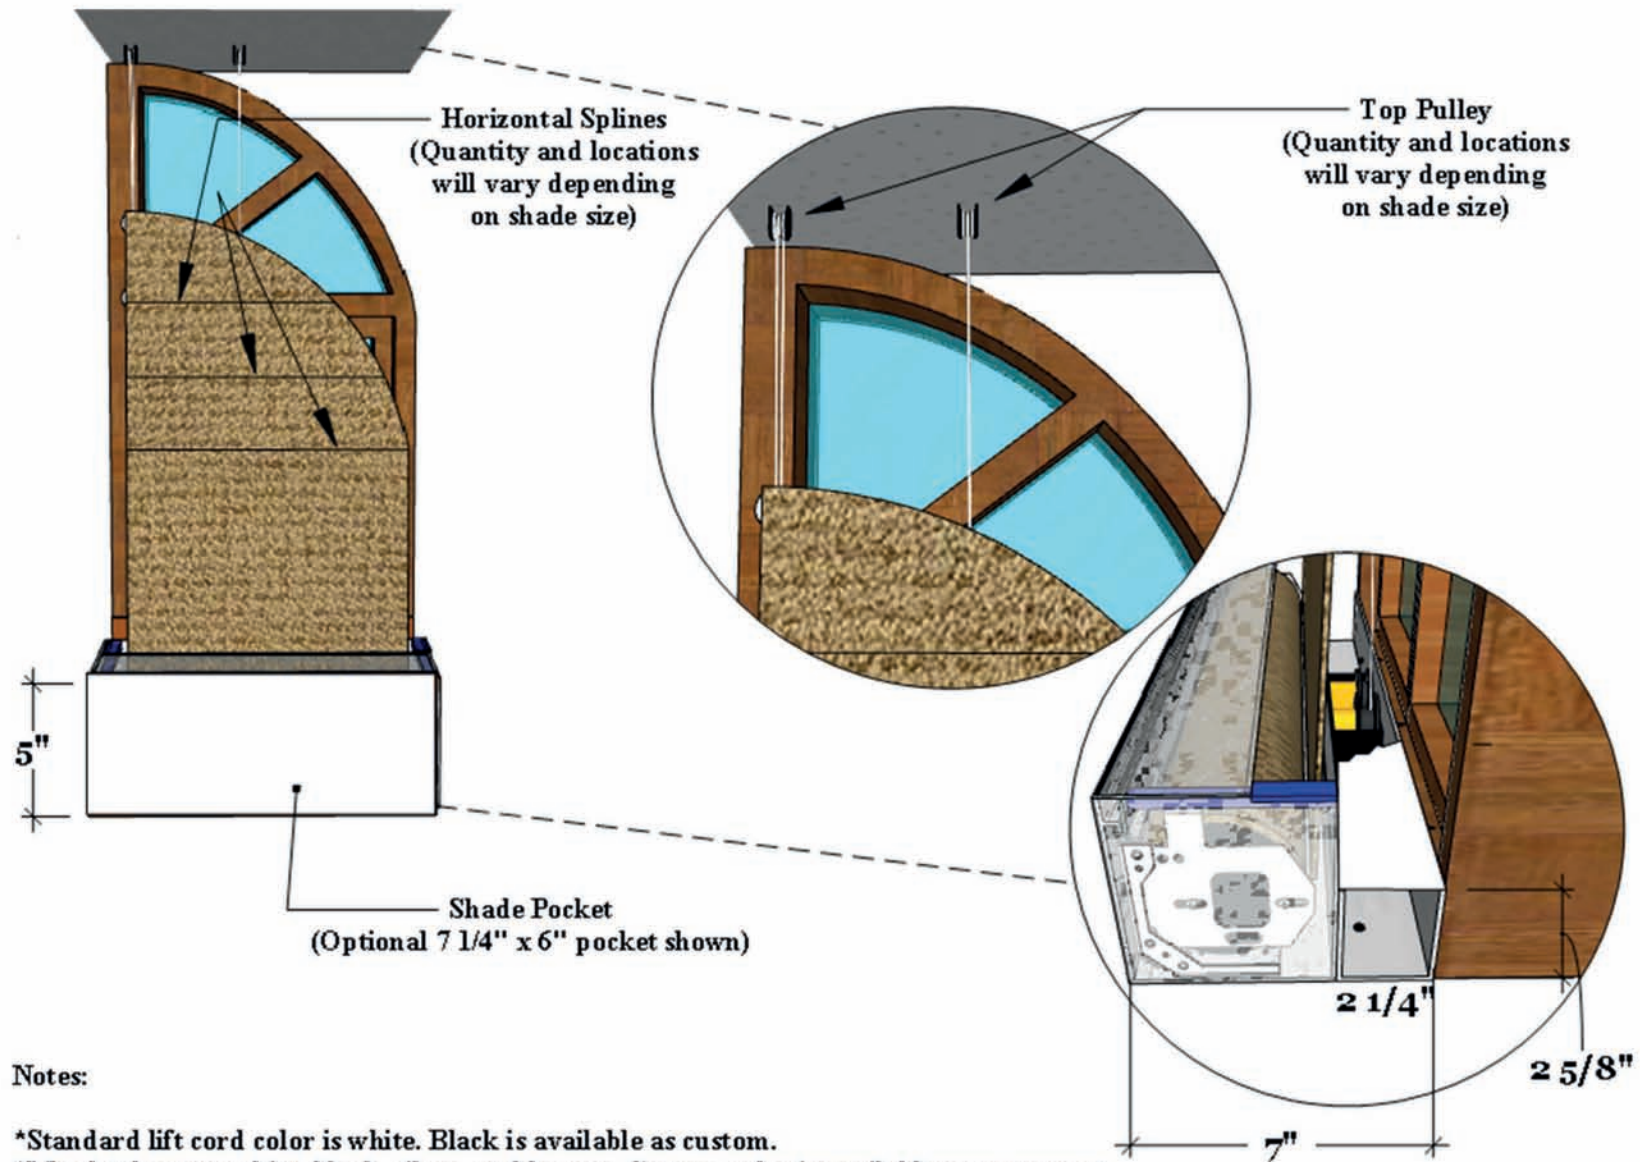 Horizontal Splines
(Quantity and locations
will vary depending
on shade size)
Top Pulley
(Quantity and locations
will vary depending
on shade size)
5"
Shade Pocket
(Optional 7 1/4" x 6" pocket shown)
2 1/4"
2 5/8"
7"
Notes:
*Standard lift cord color is white. Black is available as custom.